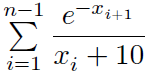 \sum_{i=1}^{n-1} \frac{e^{-x_{i+1}}}{x_i + 10}